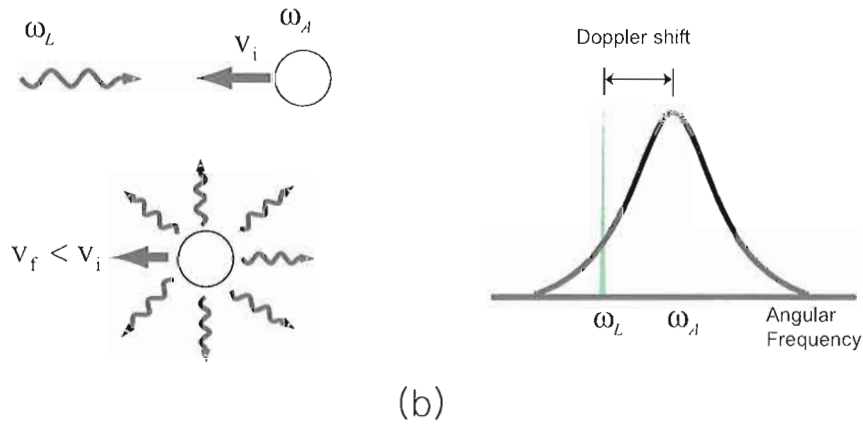 ω_L
ω_A
V_i
V_f < V_i
Doppler shift
ω_L
ω_A
Angular
Frequency
(b)